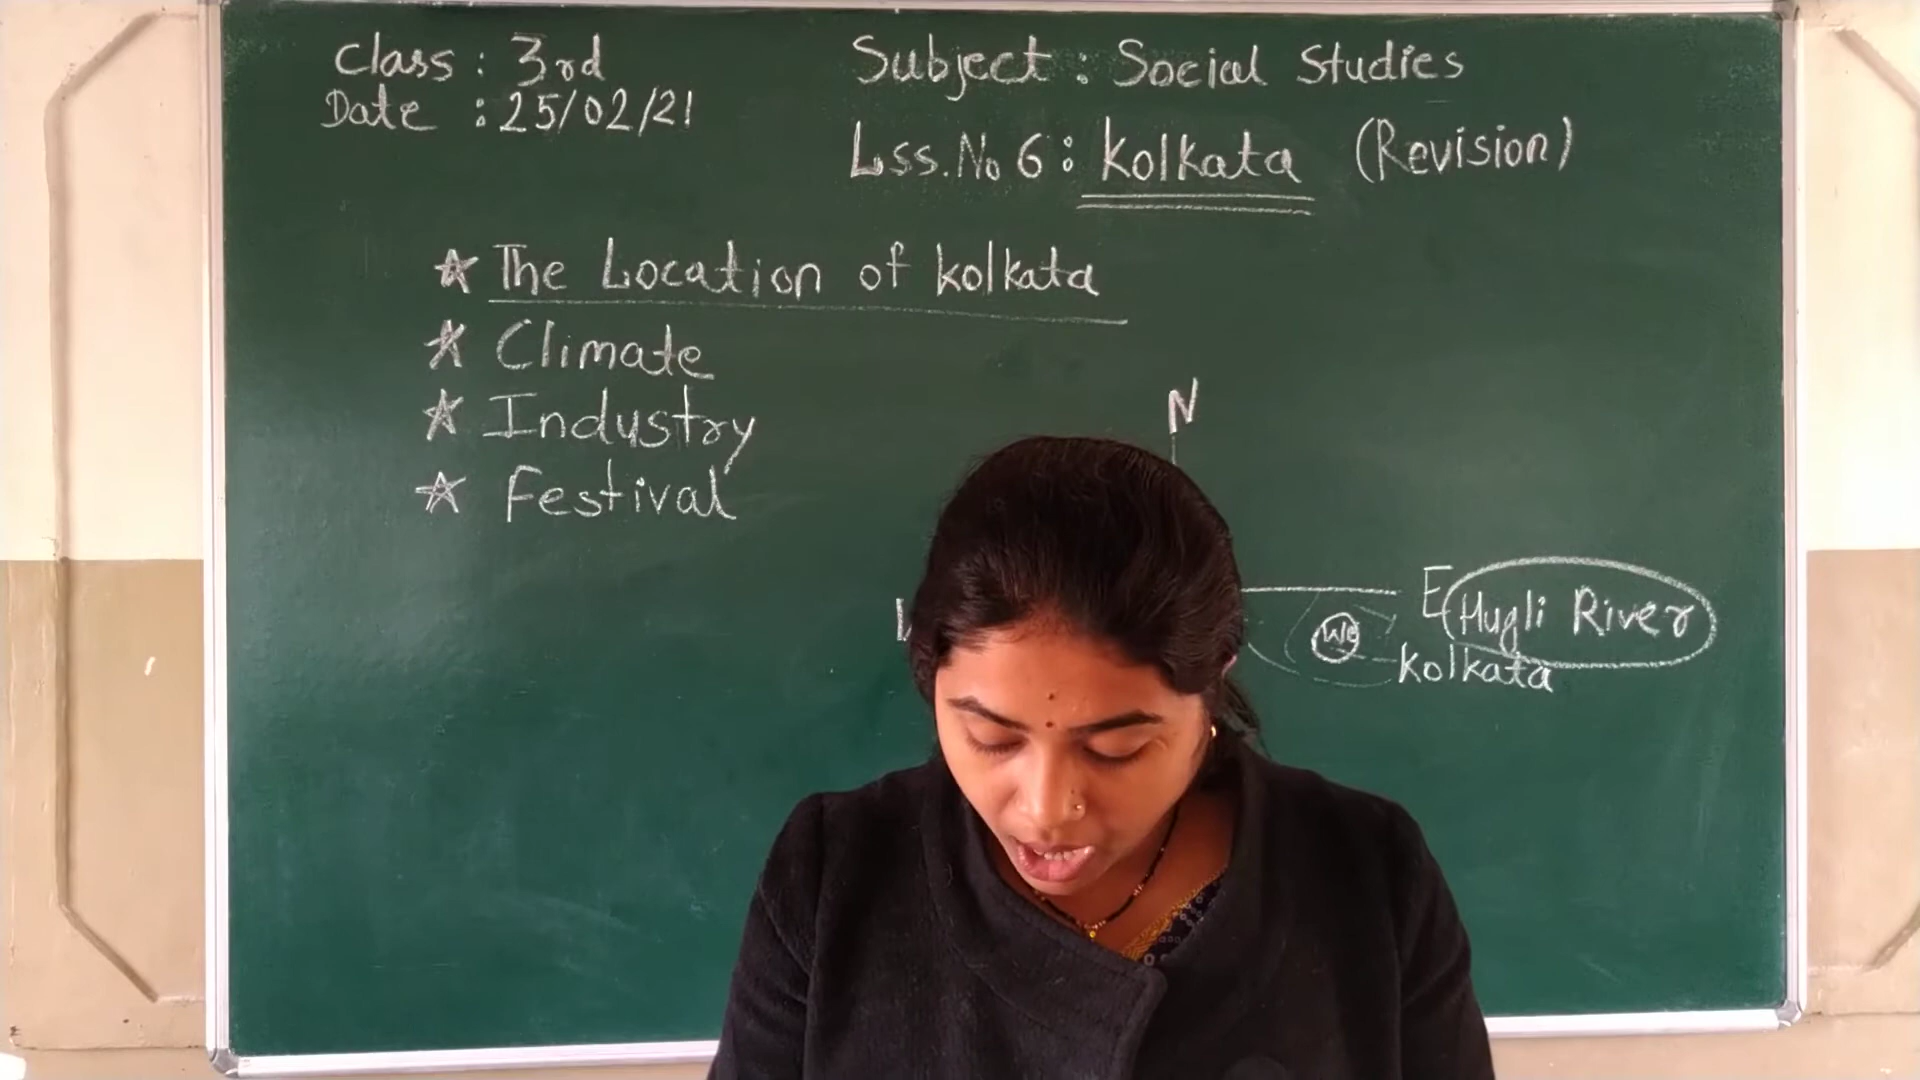 Class : 3rd
Date : 25/02/21
Subject : Social Studies
Lss. No 6 : Kolkata (Revision)
☆ The Location of Kolkata
☆ Climate
☆ Industry
☆ Festival
N
E
Hugli River
Kolkata